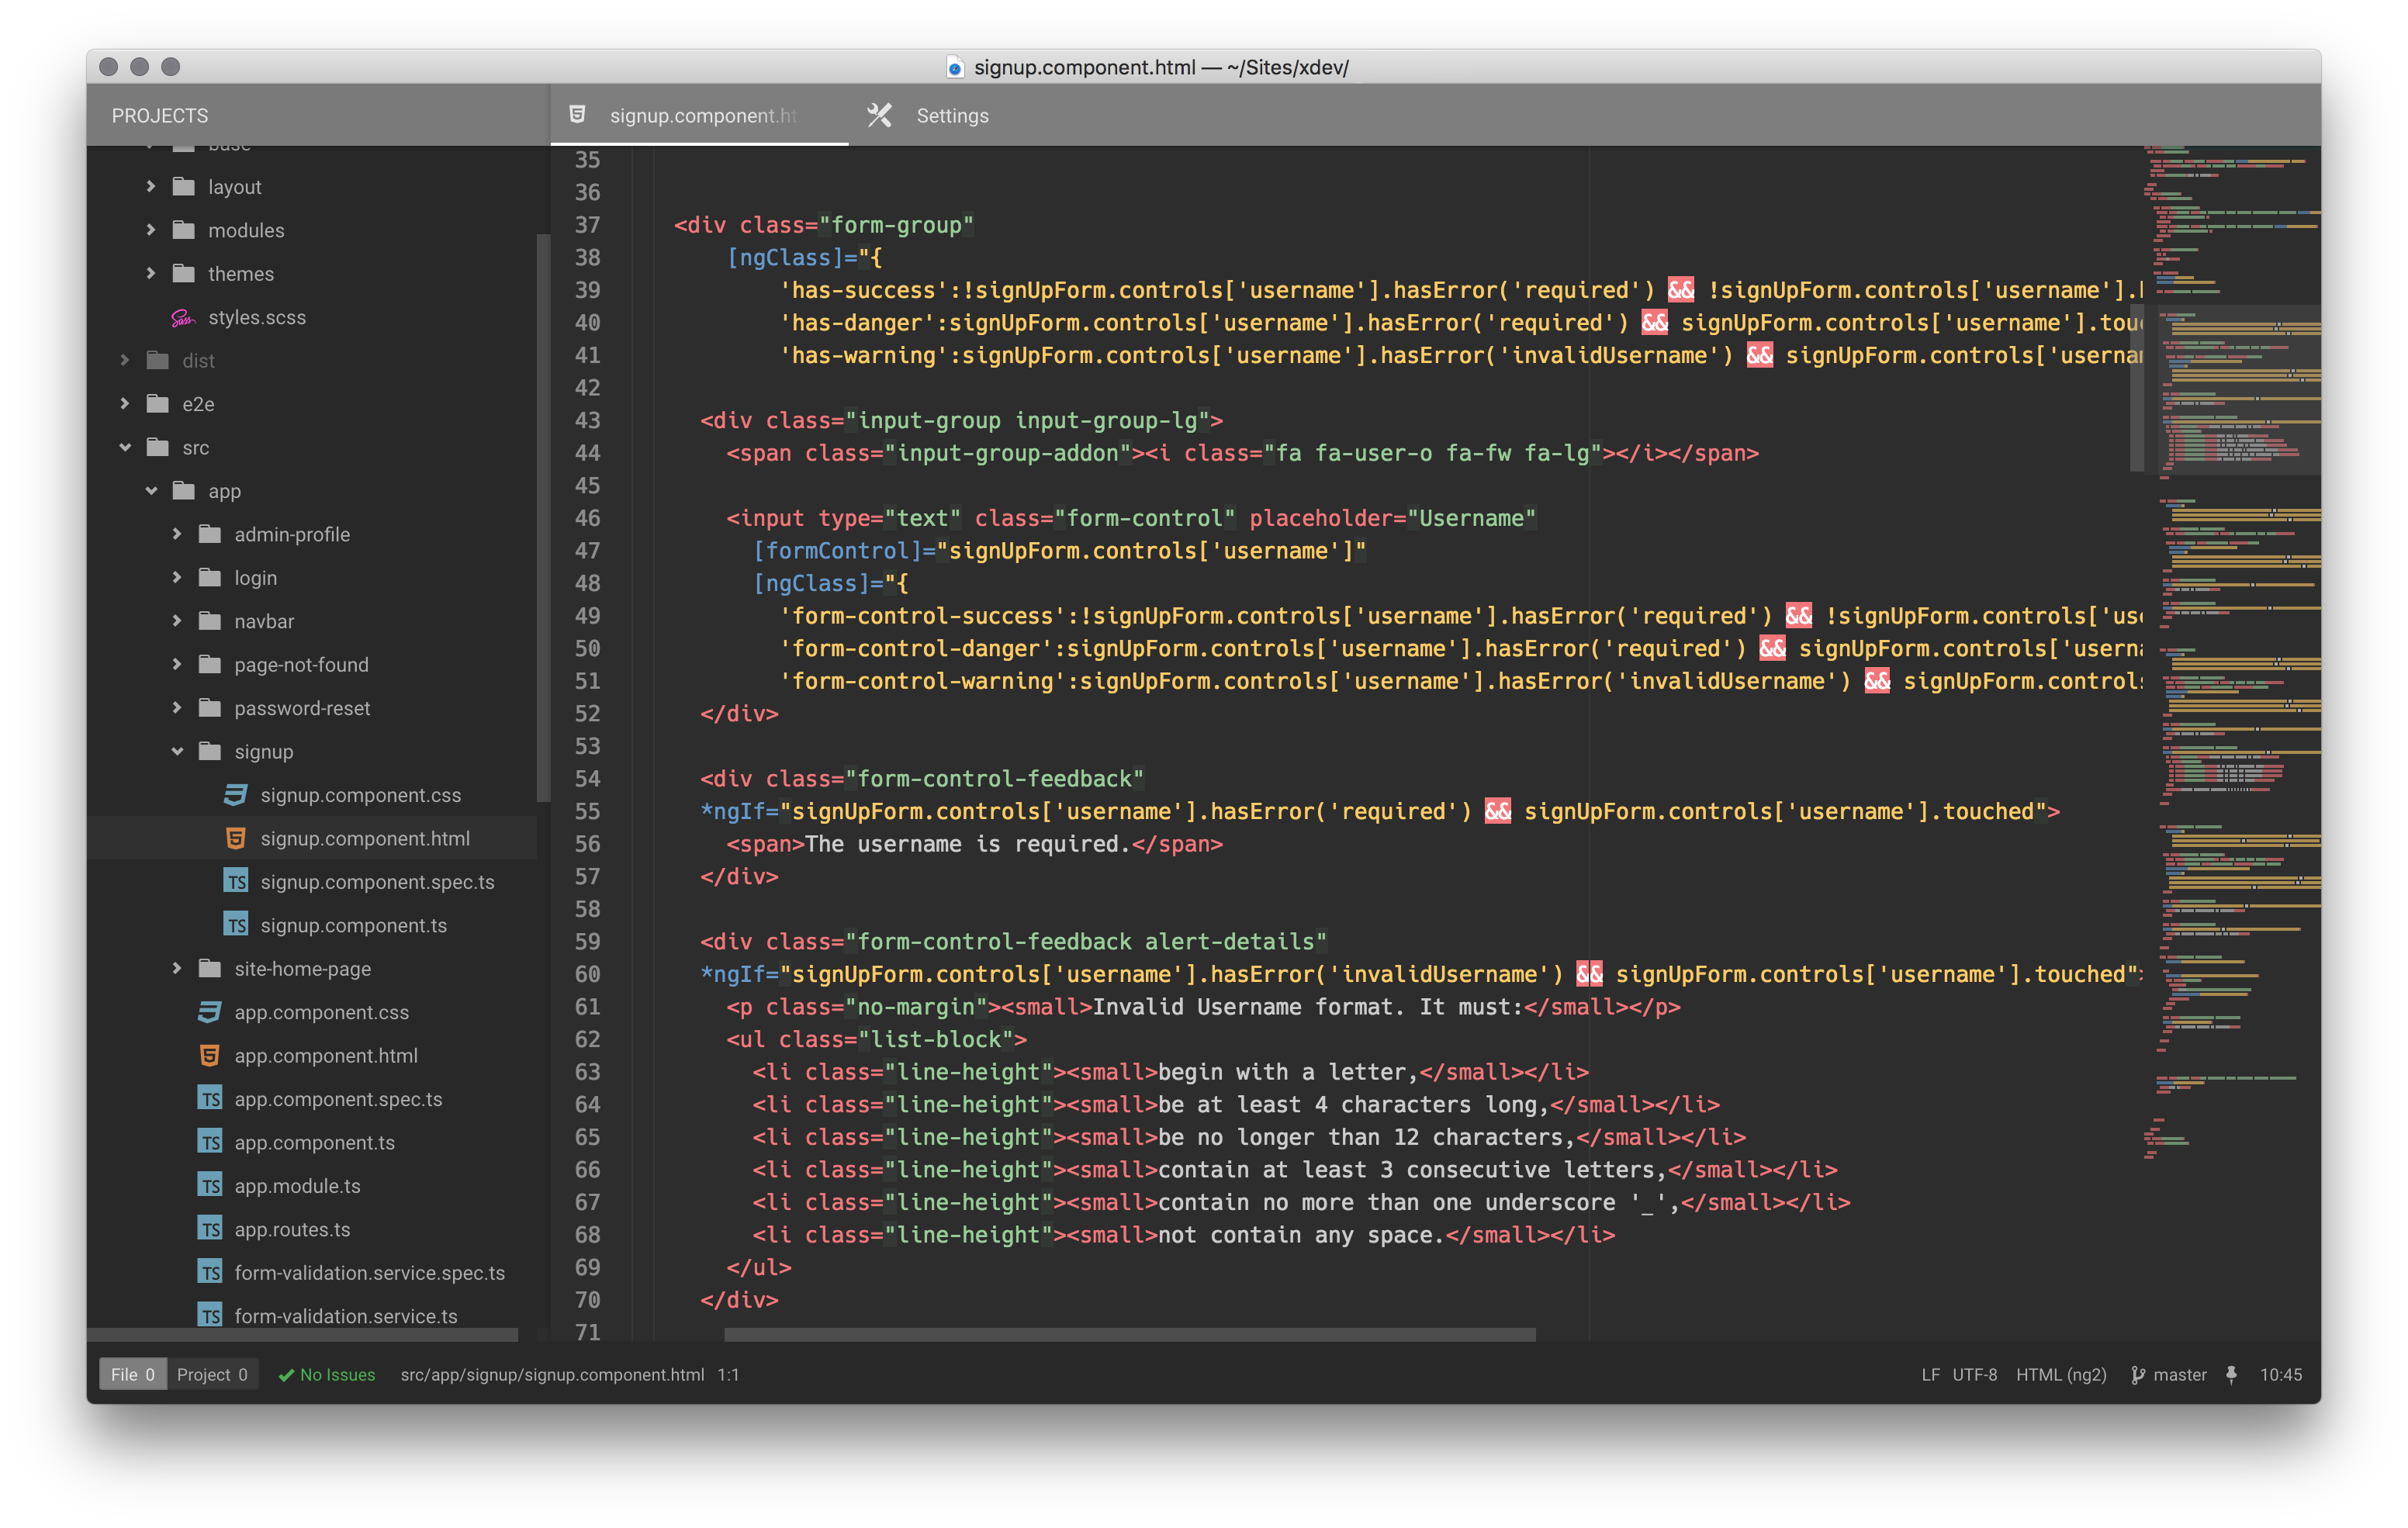 signup.component.html — ~/Sites/xdev/
PROJECTS
signup.component.ht
Settings
base
layout
modules
themes
styles.scss
dist
e2e
src
app
admin-profile
login
navbar
page-not-found
password-reset
signup
signup.component.css
signup.component.html
TS signup.component.spec.ts
TS signup.component.ts
site-home-page
app.component.css
app.component.html
TS app.component.spec.ts
TS app.component.ts
TS app.module.ts
TS app.routes.ts
TS form-validation.service.spec.ts
TS form-validation.service.ts
35
36
37 <div class="form-group"
38 [ngClass]="{
39 'has-success':!signUpForm.controls['username'].hasError('required') && !signUpForm.controls['username'].
40 'has-danger':signUpForm.controls['username'].hasError('required') && signUpForm.controls['username'].touc
41 'has-warning':signUpForm.controls['username'].hasError('invalidUsername') && signUpForm.controls['userna
42
43 <div class="input-group input-group-lg">
44 <span class="input-group-addon"><i class="fa fa-user-o fa-fw fa-lg"></i></span>
45
46 <input type="text" class="form-control" placeholder="Username"
47 [formControl]="signUpForm.controls['username']"
48 [ngClass]="{
49 'form-control-success':!signUpForm.controls['username'].hasError('required') && !signUpForm.controls['use
50 'form-control-danger':signUpForm.controls['username'].hasError('required') && signUpForm.controls['userna
51 'form-control-warning':signUpForm.controls['username'].hasError('invalidUsername') && signUpForm.controls
52 </div>
53
54 <div class="form-control-feedback"
55 *ngIf="signUpForm.controls['username'].hasError('required') && signUpForm.controls['username'].touched">
56 <span>The username is required.</span>
57 </div>
58
59 <div class="form-control-feedback alert-details"
60 *ngIf="signUpForm.controls['username'].hasError('invalidUsername') && signUpForm.controls['username'].touched">
61 <p class="no-margin"><small>Invalid Username format. It must:</small></p>
62 <ul class="list-block">
63 <li class="line-height"><small>begin with a letter,</small></li>
64 <li class="line-height"><small>be at least 4 characters long,</small></li>
65 <li class="line-height"><small>be no longer than 12 characters,</small></li>
66 <li class="line-height"><small>contain at least 3 consecutive letters,</small></li>
67 <li class="line-height"><small>contain no more than one underscore '_',</small></li>
68 <li class="line-height"><small>not contain any space.</small></li>
69 </ul>
70 </div>
71
File 0 Project 0 No Issues src/app/signup/signup.component.html 1:1 LF UTF-8 HTML (ng2) master 10:45